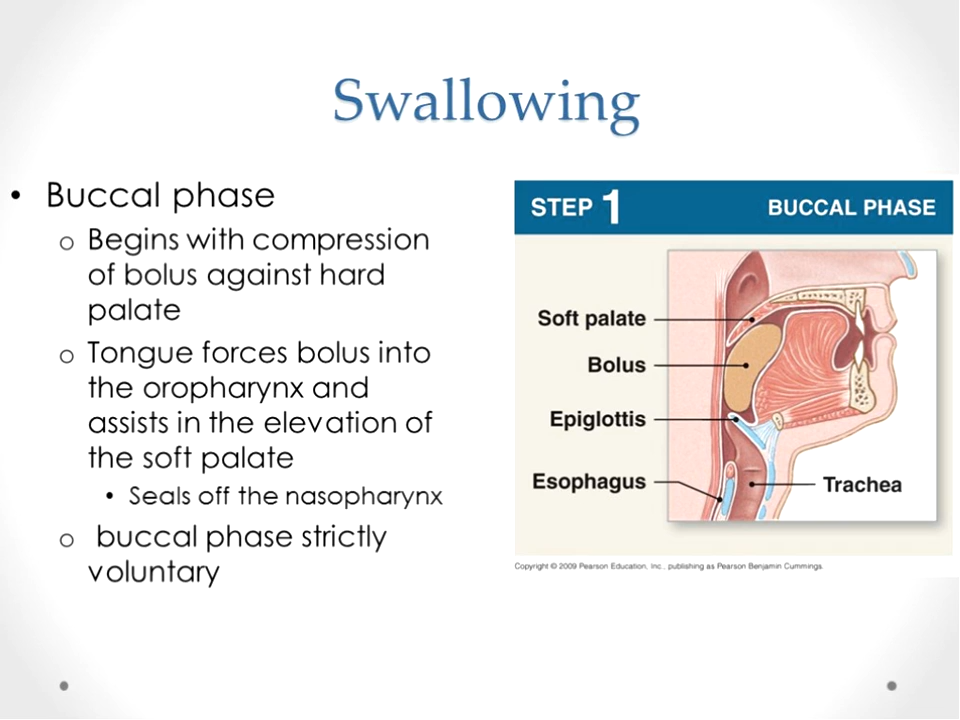 Swallowing
• Buccal phase
o Begins with compression
of bolus against hard
palate
o Tongue forces bolus into
the oropharynx and
assists in the elevation of
the soft palate
• Seals off the nasopharynx
o buccal phase strictly
voluntary
STEP 1 BUCCAL PHASE
Soft palate
Bolus
Epiglottis
Esophagus
Trachea
Copyright © 2009 Pearson Education, Inc., publishing as Pearson Benjamin Cummings.